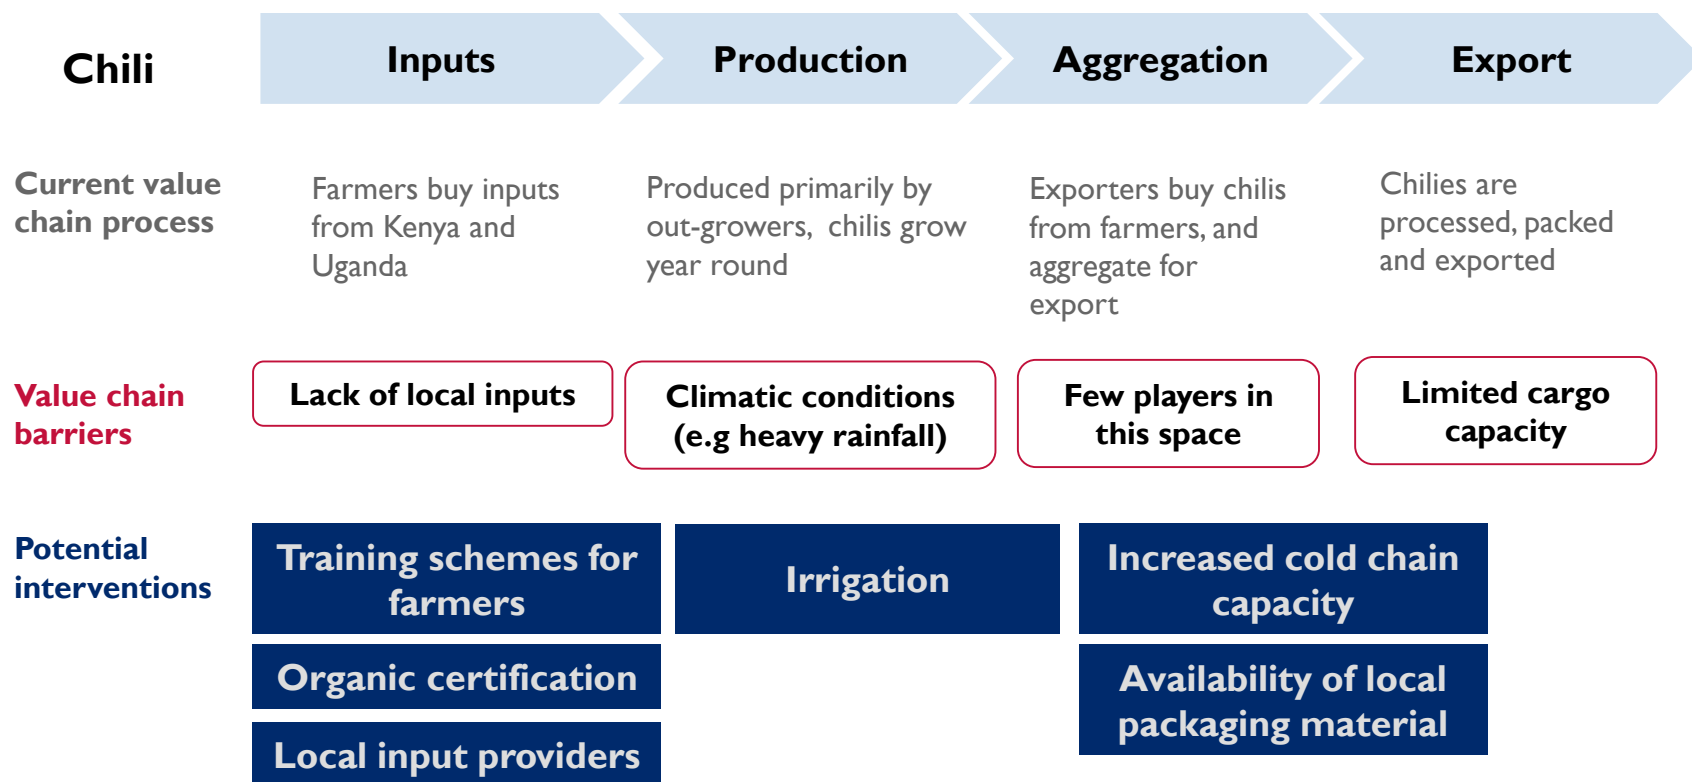 Chili
Inputs
Production
Aggregation
Export
Current value
chain process
Farmers buy inputs
from Kenya and
Uganda
Produced primarily by
out-growers, chilis grow
year round
Exporters buy chilis
from farmers, and
aggregate for
export
Chilies are
processed, packed
and exported
Value chain
barriers
Lack of local inputs
Climatic conditions
(e.g heavy rainfall)
Few players in
this space
Limited cargo
capacity
Potential
interventions
Training schemes for
farmers
Organic certification
Local input providers
Irrigation
Increased cold chain
capacity
Availability of local
packaging material